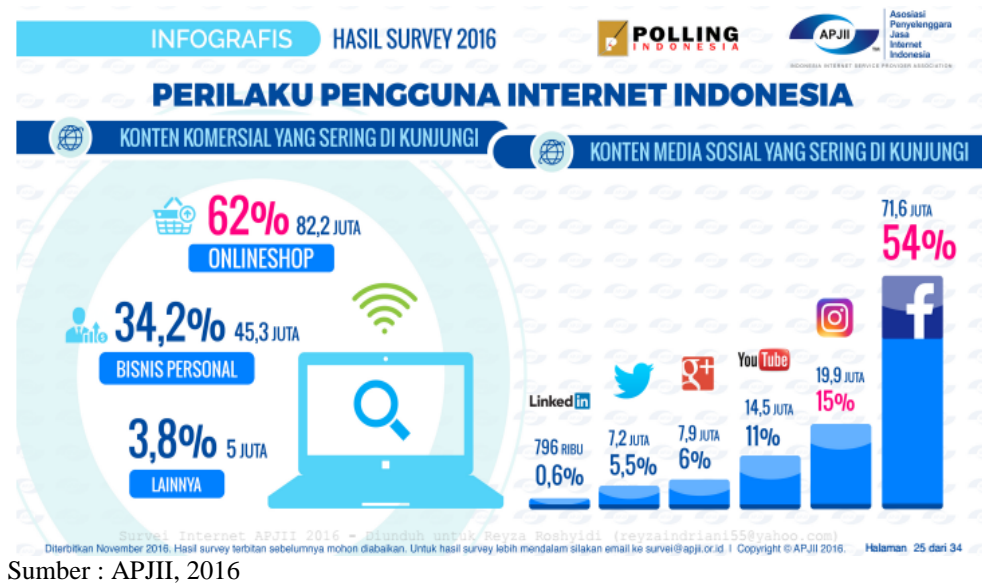 INFOGRAFIS HASIL SURVEY 2016
POLLING
INDONESIA
APJII
Asosiasi
Penyelenggara
Jasa
Internet
Indonesia
INDONESIA INTERNET SERVICE PROVIDER ASSOCIATION
PERILAKU PENGGUNA INTERNET INDONESIA
KONTEN KOMERSIAL YANG SERING DI KUNJUNGI
62% 82,2 JUTA
ONLINESHOP
34,2% 45,3 JUTA
BISNIS PERSONAL
3,8% 5 JUTA
LAINNYA
KONTEN MEDIA SOSIAL YANG SERING DI KUNJUNGI
Linked in
796 RIBU
0,6%
7,2 JUTA
5,5%
g+
7,9 JUTA
6%
You Tube
14,5 JUTA
11%
19,9 JUTA
15%
71,6 JUTA
54%
f
Survei Internet APJII 2016 - Diunduh untuk Reyza Roshyidi (reyzaindriani55@yahoo.com)
Diterbitkan November 2016. Hasil survey terbitan sebelumnya mohon diabaikan. Untuk hasil survey lebih mendalam silakan email ke survei@apjii.or.id | Copyright © APJII 2016. Halaman 25 dari 34
Sumber : APJII, 2016